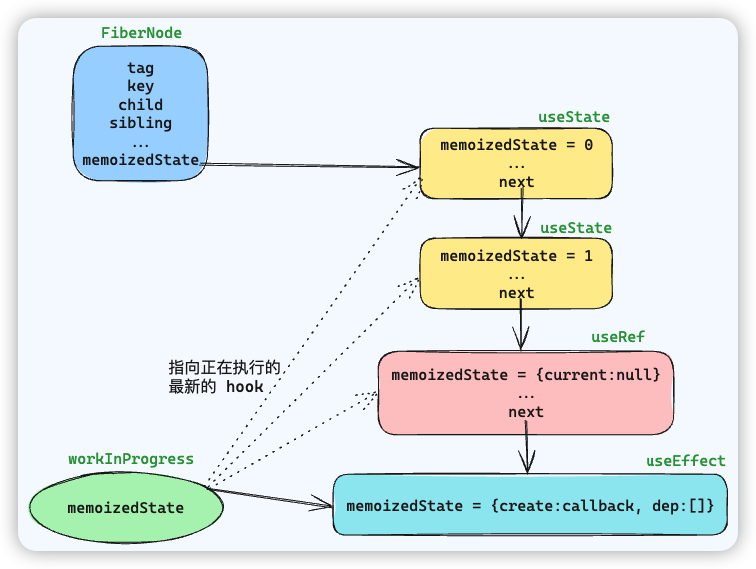 FiberNode
tag
key
child
sibling
...
memoizedState
useState
memoizedState = 0
...
next
useState
memoizedState = 1
...
next
useRef
memoizedState = {current:null}
...
next
指向正在执行的
最新的 hook
workInProgress
memoizedState
useEffect
memoizedState = {create:callback, dep:[]}